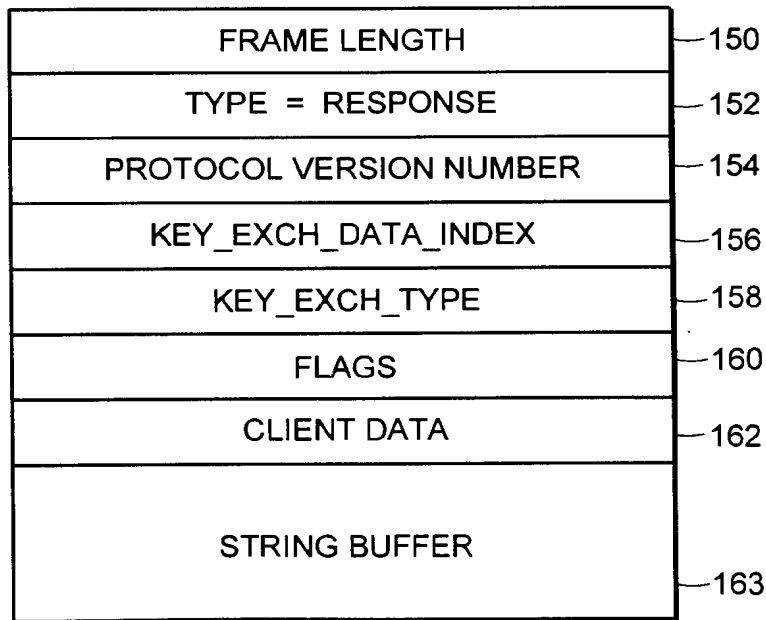 FRAME LENGTH 150
TYPE = RESPONSE 152
PROTOCOL VERSION NUMBER 154
KEY_EXCH_DATA_INDEX 156
KEY_EXCH_TYPE 158
FLAGS 160
CLIENT DATA 162
STRING BUFFER
163